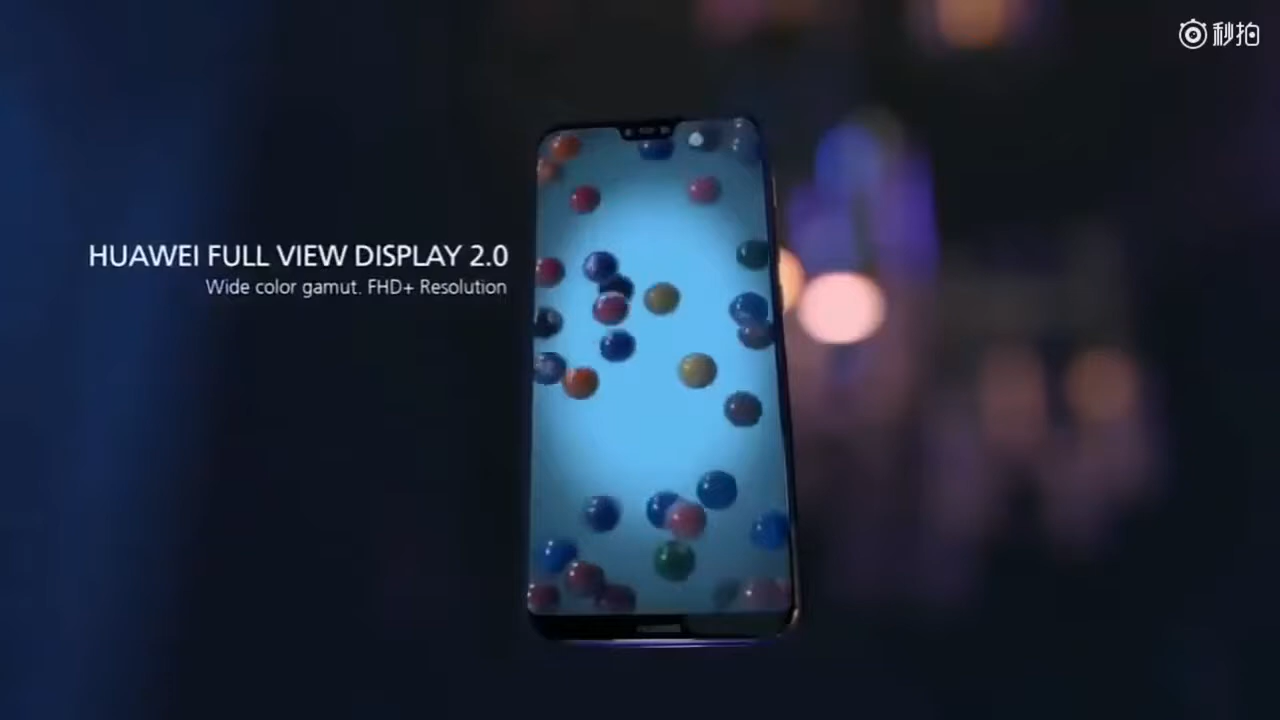 秒拍
HUAWEI FULL VIEW DISPLAY 2.0
Wide color gamut. FHD+ Resolution